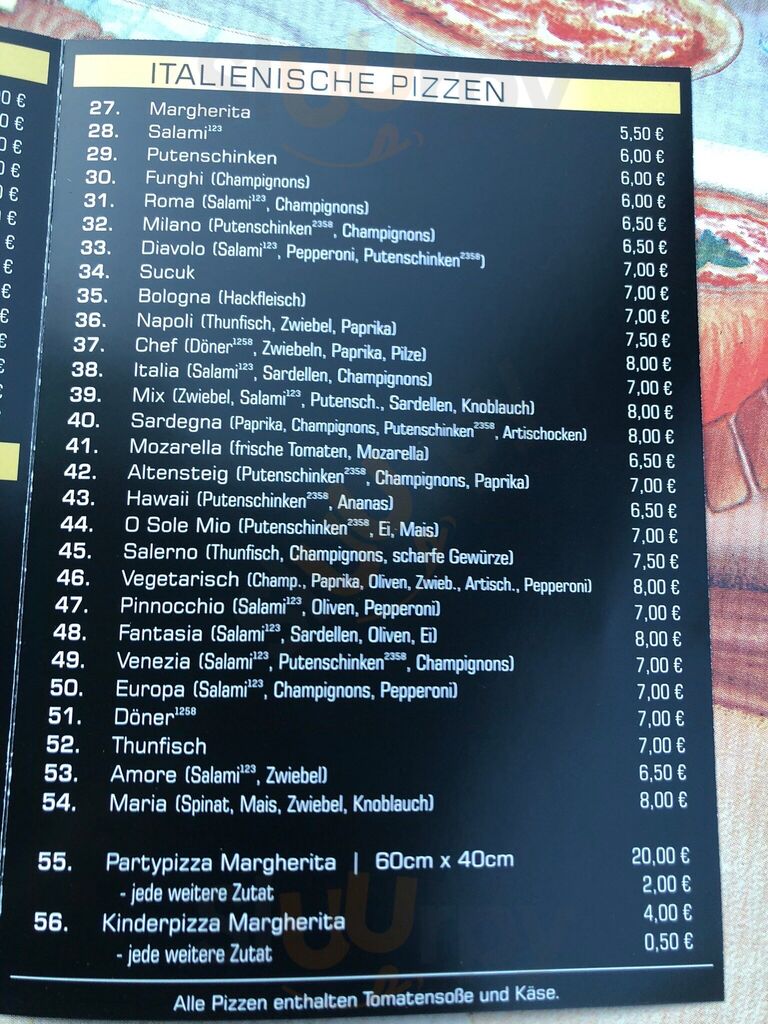 ITALIENISCHE PIZZEN
27. Margherita 5,50 €
28. Salami¹²³ 6,00 €
29. Putenschinken 6,00 €
30. Funghi (Champignons) 6,00 €
31. Roma (Salami¹²³, Champignons) 6,50 €
32. Milano (Putenschinken²³⁵⁸, Champignons) 6,50 €
33. Diavolo (Salami¹²³, Pepperoni, Putenschinken²³⁵⁸) 7,00 €
34. Sucuk 7,00 €
35. Bologna (Hackfleisch) 7,00 €
36. Napoli (Thunfisch, Zwiebel, Paprika) 7,50 €
37. Chef (Döner¹²⁵⁸, Zwiebeln, Paprika, Pilze) 8,00 €
38. Italia (Salami¹²³, Sardellen, Champignons) 7,00 €
39. Mix (Zwiebel, Salami¹²³, Putensch., Sardellen, Knoblauch) 8,00 €
40. Sardegna (Paprika, Champignons, Putenschinken²³⁵⁸, Artischocken) 8,00 €
41. Mozarella (frische Tomaten, Mozarella) 6,50 €
42. Altensteig (Putenschinken²³⁵⁸, Champignons, Paprika) 7,00 €
43. Hawaii (Putenschinken²³⁵⁸, Ananas) 6,50 €
44. O Sole Mio (Putenschinken²³⁵⁸, Ei, Mais) 7,00 €
45. Salerno (Thunfisch, Champignons, scharfe Gewürze) 7,50 €
46. Vegetarisch (Champ., Paprika, Oliven, Zwieb., Artisch., Pepperoni) 8,00 €
47. Pinnocchio (Salami¹²³, Oliven, Pepperoni) 7,00 €
48. Fantasia (Salami¹²³, Sardellen, Oliven, Ei) 8,00 €
49. Venezia (Salami¹²³, Putenschinken²³⁵⁸, Champignons) 7,00 €
50. Europa (Salami¹²³, Champignons, Pepperoni) 7,00 €
51. Döner¹²⁵⁸ 7,00 €
52. Thunfisch 7,00 €
53. Amore (Salami¹²³, Zwiebel) 6,50 €
54. Maria (Spinat, Mais, Zwiebel, Knoblauch) 8,00 €
55. Partypizza Margherita | 60cm x 40cm 20,00 €
- jede weitere Zutat 2,00 €
56. Kinderpizza Margherita 4,00 €
- jede weitere Zutat 0,50 €
Alle Pizzen enthalten Tomatensoße und Käse.